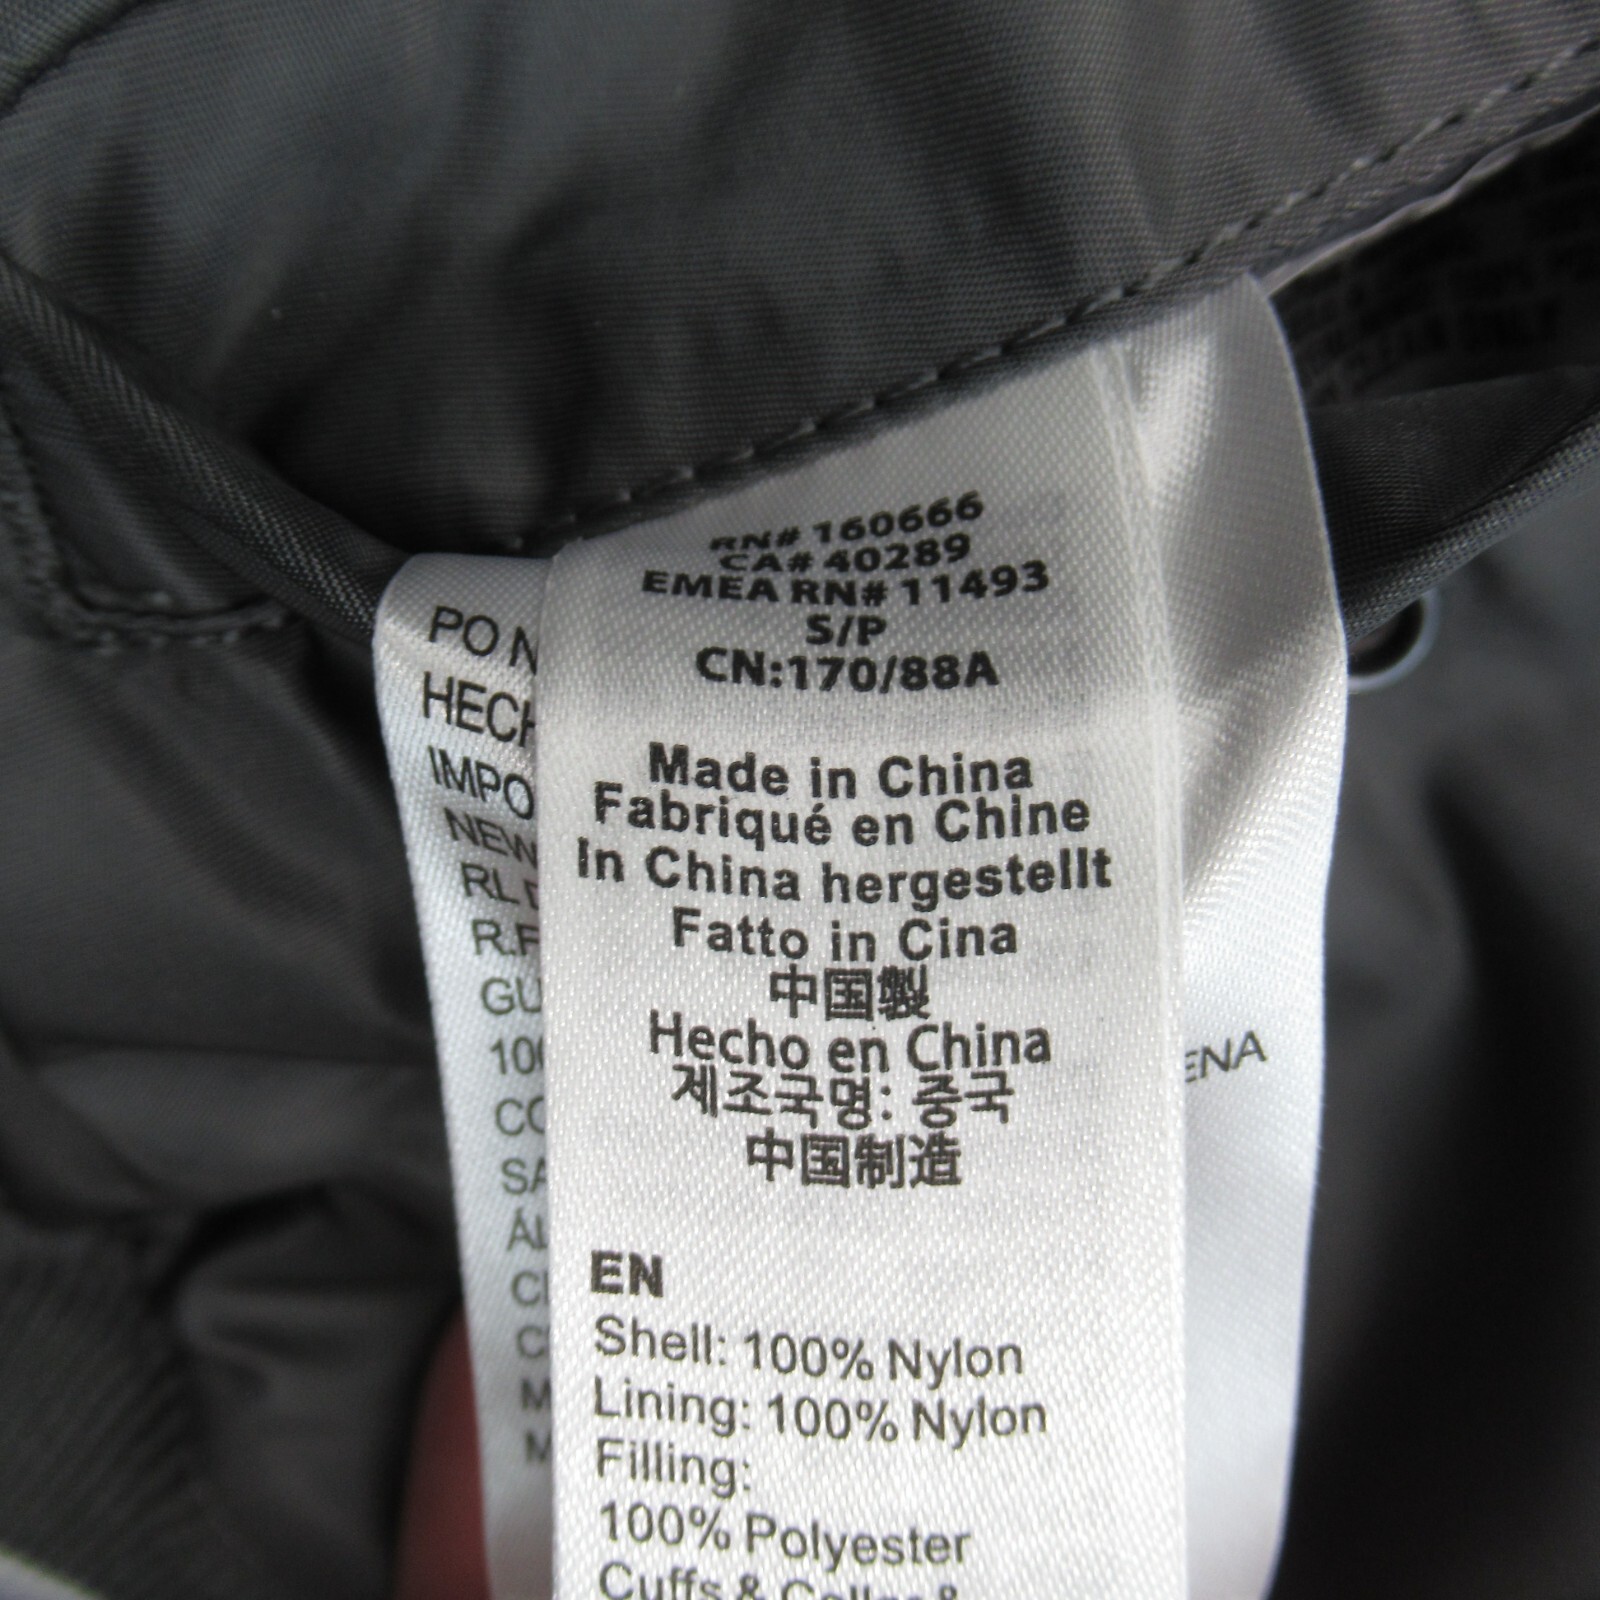 RN# 160666
CA# 40289
EMEA RN# 11493
S/P
CN:170/88A
Made in China
Fabriqué en Chine
In China hergestellt
Fatto in Cina
中国製
Hecho en China
제조국명: 중국
中国制造
EN
Shell: 100% Nylon
Lining: 100% Nylon
Filling:
100% Polyester
Cuffs & Collar &
PO
HECH
IMPO
NEW
RL
R.F
GU
100
CO
SA
ÁL
ENA